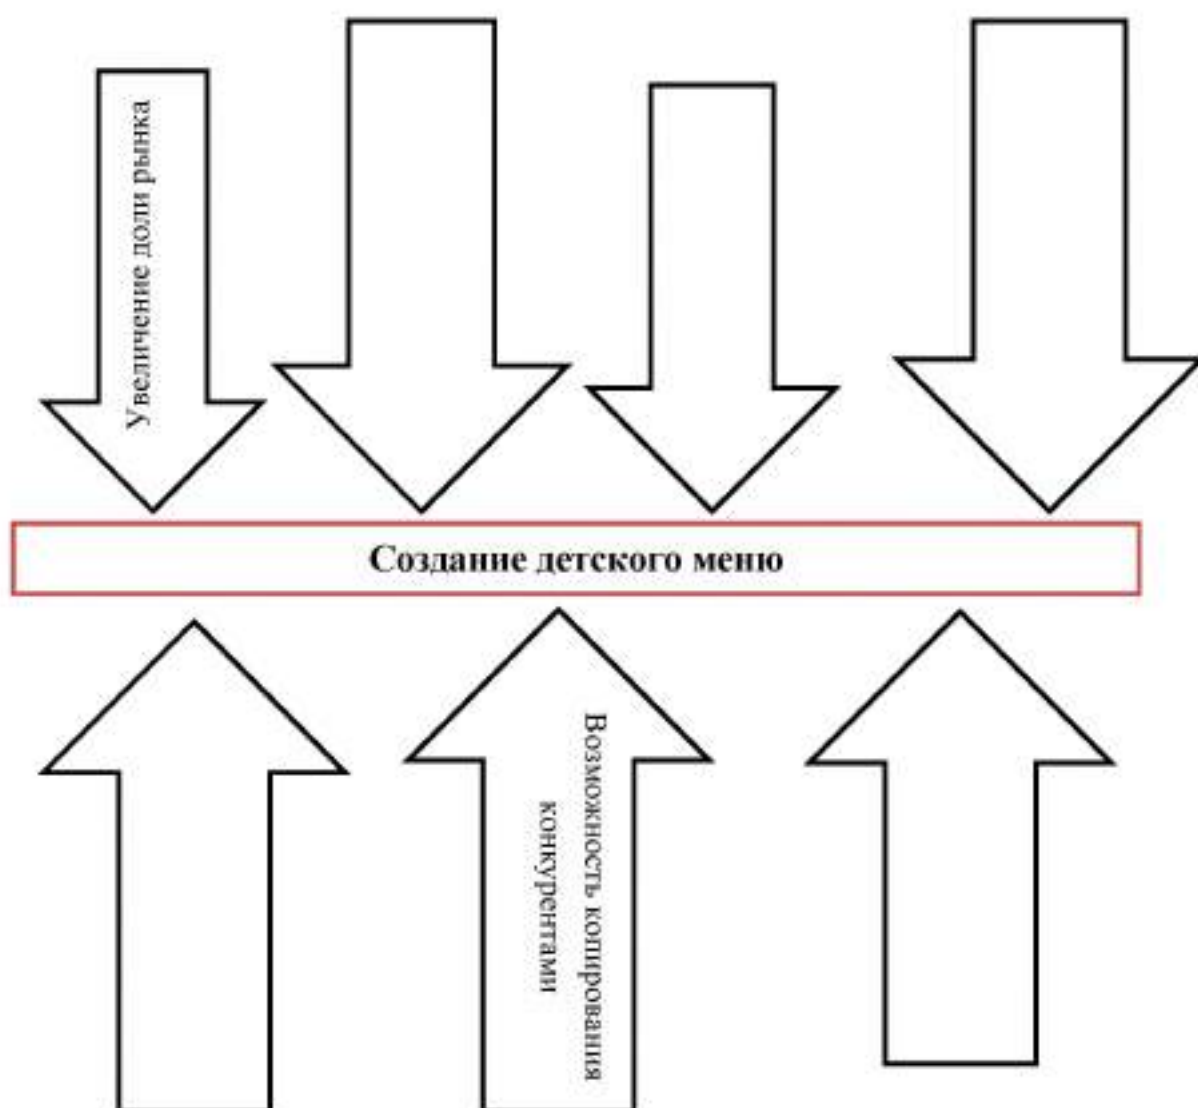 Увеличение доли рынка
Создание детского меню
Возможность копирования
конкурентами